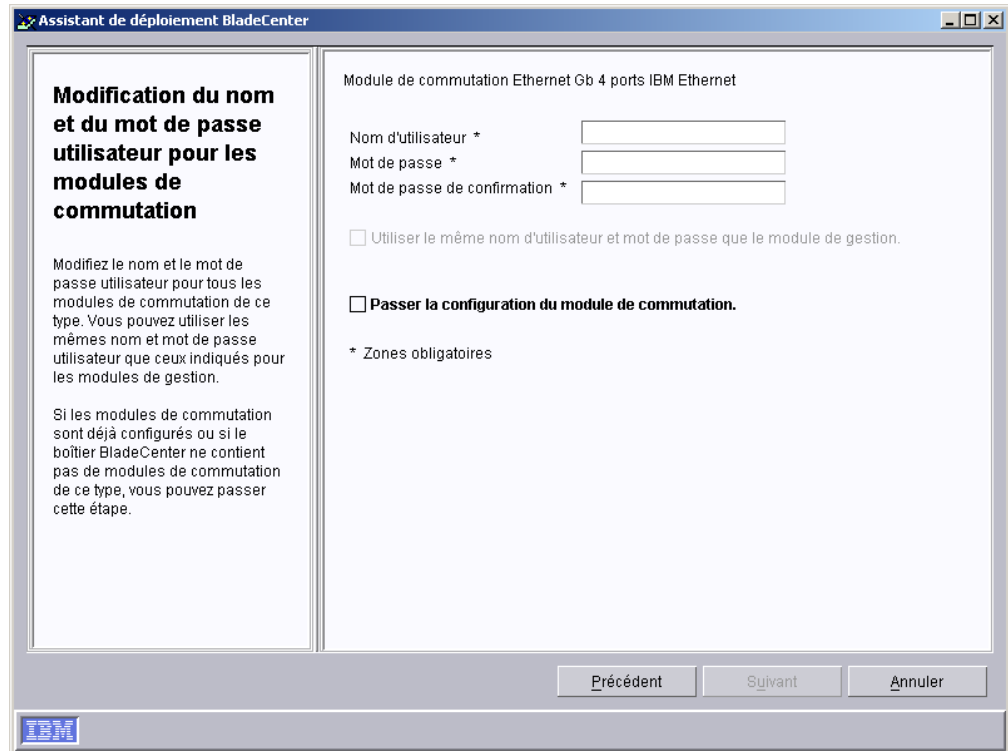 Assistant de déploiement BladeCenter
Modification du nom
et du mot de passe
utilisateur pour les
modules de
commutation
Modifiez le nom et le mot de
passe utilisateur pour tous les
modules de commutation de ce
type. Vous pouvez utiliser les
mêmes nom et mot de passe
utilisateur que ceux indiqués pour
les modules de gestion.
Si les modules de commutation
sont déjà configurés ou si le
boîtier BladeCenter ne contient
pas de modules de commutation
de ce type, vous pouvez passer
cette étape.
Module de commutation Ethernet Gb 4 ports IBM Ethernet
Nom d'utilisateur *
Mot de passe *
Mot de passe de confirmation *
Utiliser le même nom d'utilisateur et mot de passe que le module de gestion.
Passer la configuration du module de commutation.
* Zones obligatoires
Précédent
Suivant
Annuler
IBM